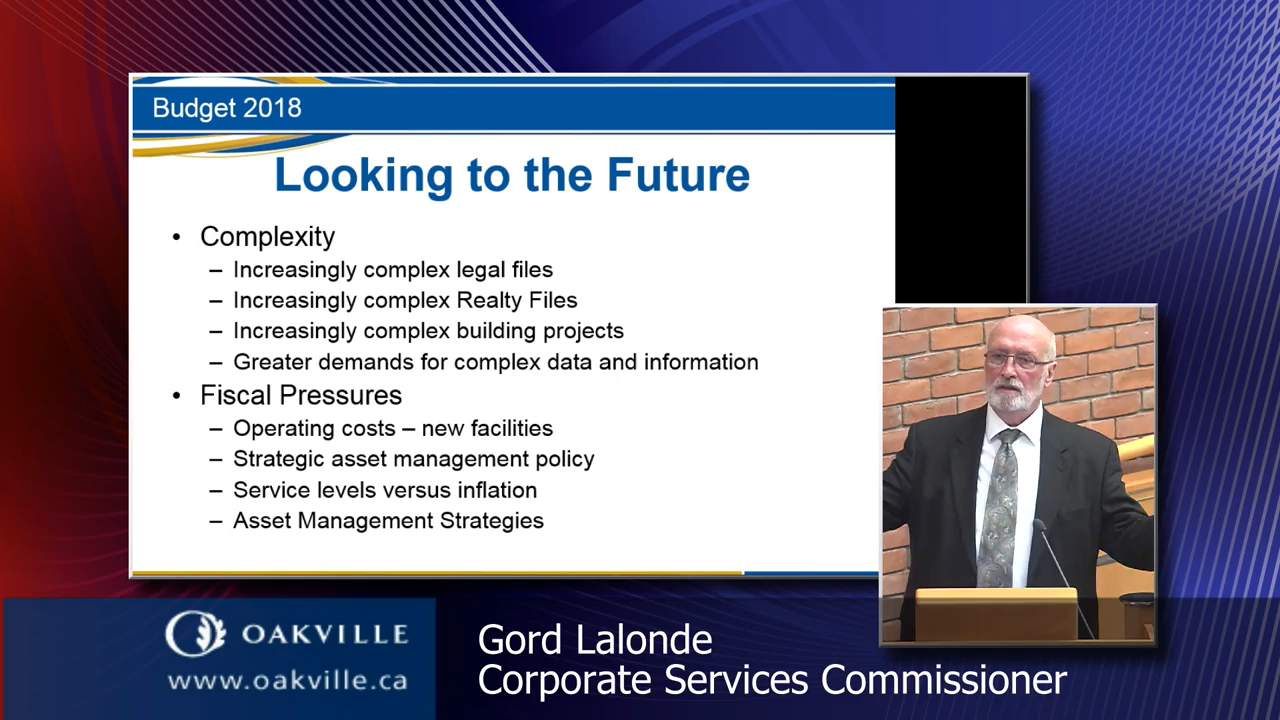 Budget 2018
Looking to the Future
• Complexity
– Increasingly complex legal files
– Increasingly complex Realty Files
– Increasingly complex building projects
– Greater demands for complex data and information
• Fiscal Pressures
– Operating costs – new facilities
– Strategic asset management policy
– Service levels versus inflation
– Asset Management Strategies
OAKVILLE
www.oakville.ca
Gord Lalonde
Corporate Services Commissioner